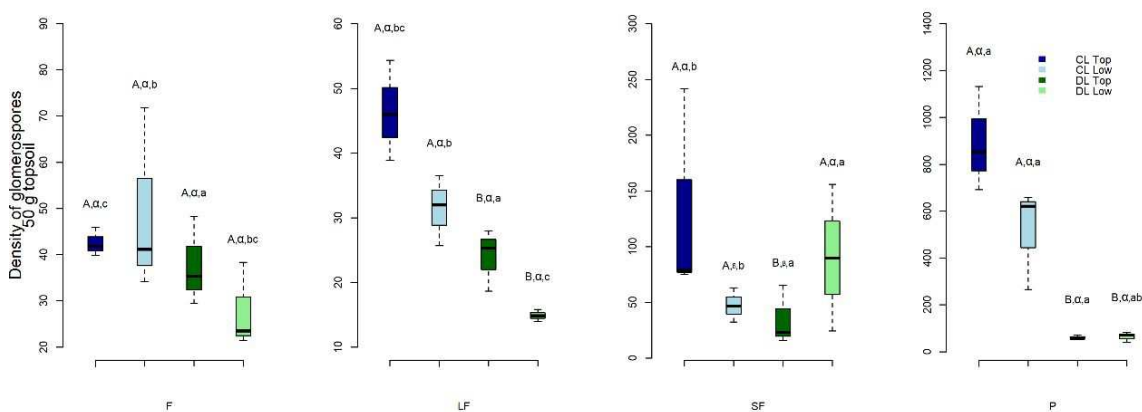 Density of glomerospores
50 g topsoil
90
80
70
60
50
40
30
20
A,α,c
A,α,b
A,α,a
A,α,bc
F
60
50
40
30
20
10
A,α,bc
A,α,b
B,α,a
B,α,c
LF
300
250
200
150
100
50
0
A,α,b
A,
,b
B,
,a
A,α,a
SF
1400
1200
1000
800
600
400
200
0
A,α,a
A,α,a
B,α,a
B,α,ab
P
CL Top
CL Low
DL Top
DL Low